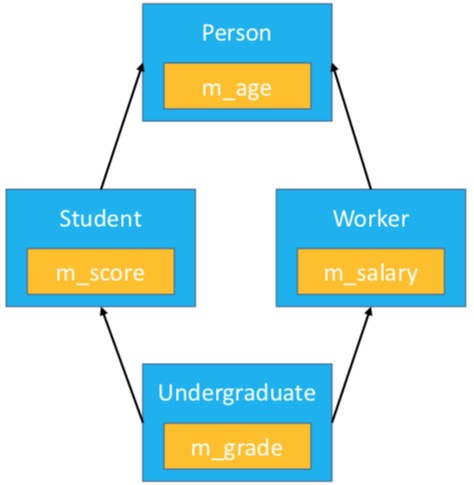 Person
m_age
Student
m_score
Worker
m_salary
Undergraduate
m_grade